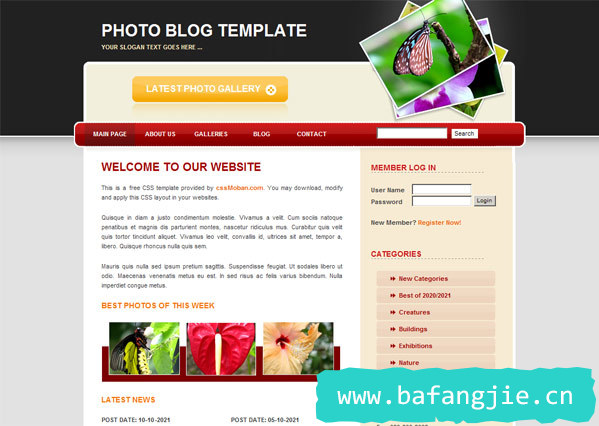 PHOTO BLOG TEMPLATE
YOUR SLOGAN TEXT GOES HERE ...
LATEST PHOTO GALLERY
MAIN PAGE
ABOUT US
GALLERIES
BLOG
CONTACT
Search
WELCOME TO OUR WEBSITE
This is a free CSS template provided by cssMoban.com. You may download, modify
and apply this CSS layout in your websites.
Quisque in diam a justo condimentum molestie. Vivamus a velit. Cum sociis natoque
penatibus et magnis dis parturient montes, nascetur ridiculus mus. Curabitur quis velit
quis tortor tincidunt aliquet. Vivamus leo velit, convallis id, ultrices sit amet, tempor a,
libero. Quisque rhoncus nulla quis sem.
Mauris quis nulla sed ipsum pretium sagittis. Suspendisse feugiat. Ut sodales libero ut
odio. Maecenas venenatis metus eu est. In sed risus ac felis varius bibendum. Nulla
imperdiet congue metus.
BEST PHOTOS OF THIS WEEK
LATEST NEWS
POST DATE: 10-10-2021
POST DATE: 05-10-2021
MEMBER LOG IN
User Name
Password
Login
New Member? Register Now!
CATEGORIES
New Categories
Best of 2020/2021
Creatures
Buildings
Exhibitions
Nature
www.bafangjie.cn